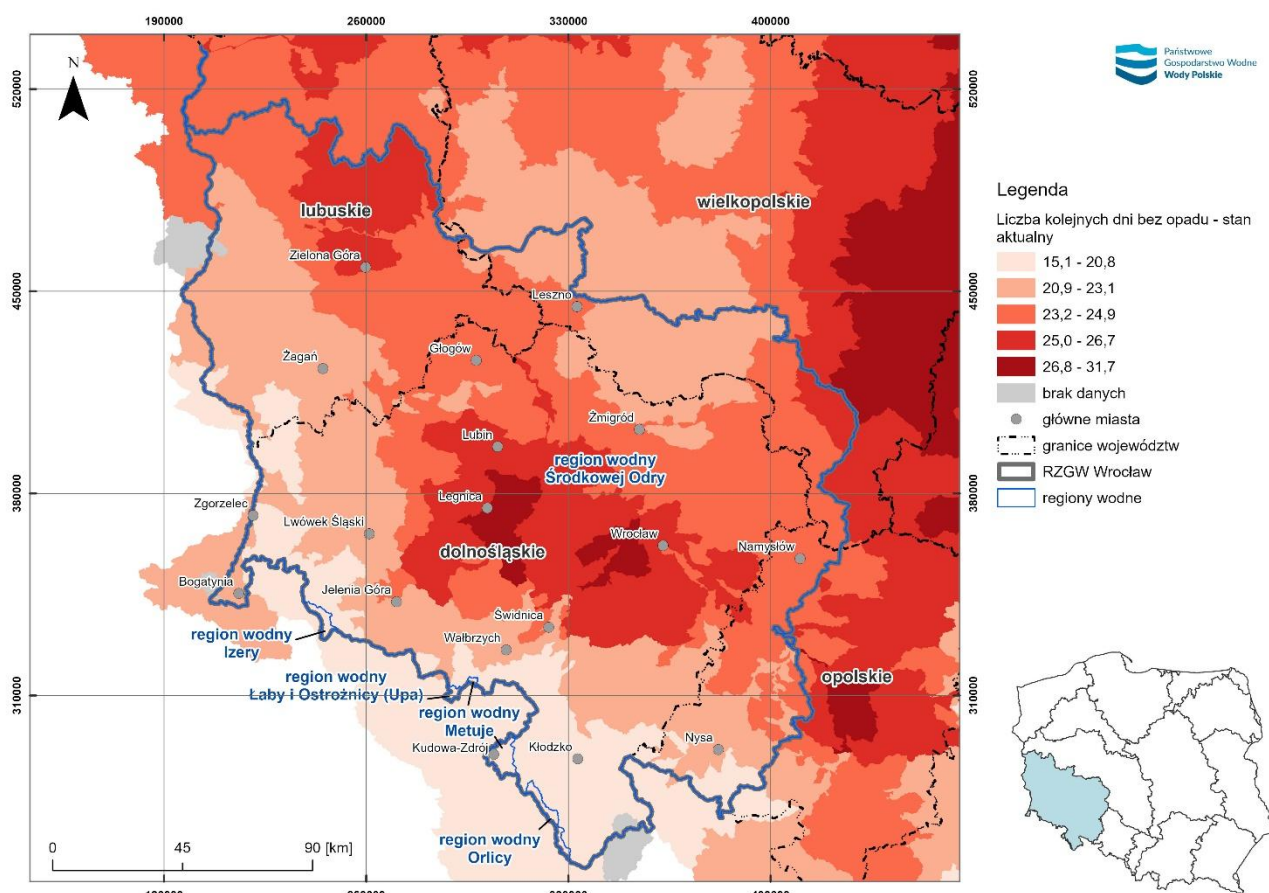 190000 260000 330000 400000
Państwowe
Gospodarstwo Wodne
Wody Polskie
N
520000 520000
Legenda
Liczba kolejnych dni bez opadu - stan
aktualny
15,1 - 20,8
20,9 - 23,1
23,2 - 24,9
25,0 - 26,7
26,8 - 31,7
brak danych
główne miasta
granice województw
RZGW Wrocław
regiony wodne
lubuskie
wielkopolskie
Zielona Góra
450000 450000
Leszno
Żagań
Głogów
Żmigród
Lubin
region wodny
Środkowej Odry
380000 380000
Zgorzelec
Legnica
Lwówek Śląski
Wrocław
Namysłów
dolnośląskie
Bogatynia
Jelenia Góra
Świdnica
Wałbrzych
region wodny
Izery
region wodny
Łaby i Ostrożnicy (Upa)
opolskie
310000 310000
region wodny
Metuje
Kudowa-Zdrój
Kłodzko
Nysa
region wodny
Orlicy
0 45 90 [km]
190000 260000 330000 400000